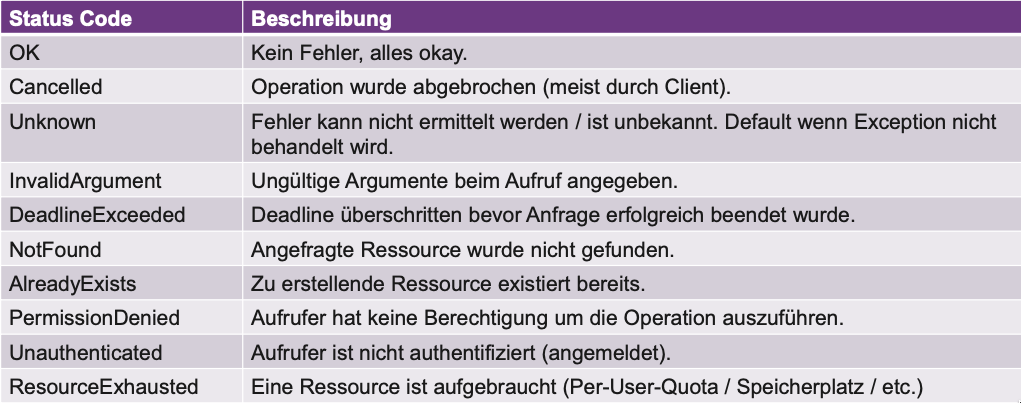 Status Code Beschreibung
OK Kein Fehler, alles okay.
Cancelled Operation wurde abgebrochen (meist durch Client).
Unknown Fehler kann nicht ermittelt werden / ist unbekannt. Default wenn Exception nicht
behandelt wird.
InvalidArgument Ungültige Argumente beim Aufruf angegeben.
DeadlineExceeded Deadline überschritten bevor Anfrage erfolgreich beendet wurde.
NotFound Angefragte Ressource wurde nicht gefunden.
AlreadyExists Zu erstellende Ressource existiert bereits.
PermissionDenied Aufrufer hat keine Berechtigung um die Operation auszuführen.
Unauthenticated Aufrufer ist nicht authentifiziert (angemeldet).
ResourceExhausted Eine Ressource ist aufgebraucht (Per-User-Quota / Speicherplatz / etc.)